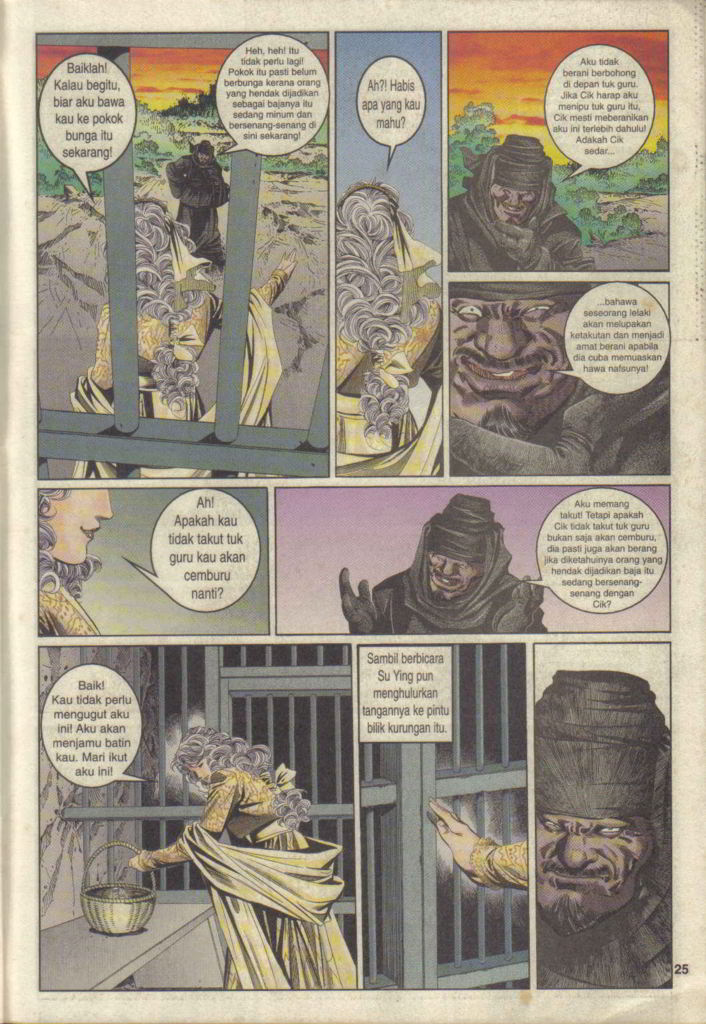 Baiklah!
Kalau begitu,
biar aku bawa
kau ke pokok
bunga itu
sekarang!
Heh, heh! Itu
tidak perlu lagi!
Pokok itu pasti belum
berbunga kerana orang
yang hendak dijadikan
sebagai bajanya itu
sedang minum dan
bersenang-senang di
sini sekarang!
Ah?! Habis
apa yang kau
mahu?
Aku tidak
berani berbohong
di depan tuk guru.
Jika Cik harap aku
menipu tuk guru itu,
Cik mesti meberanikan
aku ini terlebih dahulu!
Adakah Cik
sedar...
...bahawa
seseorang lelaki
akan melupakan
ketakutan dan menjadi
amat berani apabila
dia cuba memuaskan
hawa nafsunya!
Ah!
Apakah kau
tidak takut tuk
guru kau akan
cemburu
nanti?
Aku memang
takut! Tetapi apakah
Cik tidak takut tuk guru
bukan saja akan cemburu,
dia pasti juga akan berang
jika diketahuinya orang yang
hendak dijadikan baja itu
sedang bersenang-
senang dengan
Cik?
Baik!
Kau tidak perlu
mengugut aku
ini! Aku akan
menjamu batin
kau. Mari ikut
aku ini!
Sambil berbicara
Su Ying pun
menghulurkan
tangannya ke pintu
bilik kurungan itu.
25